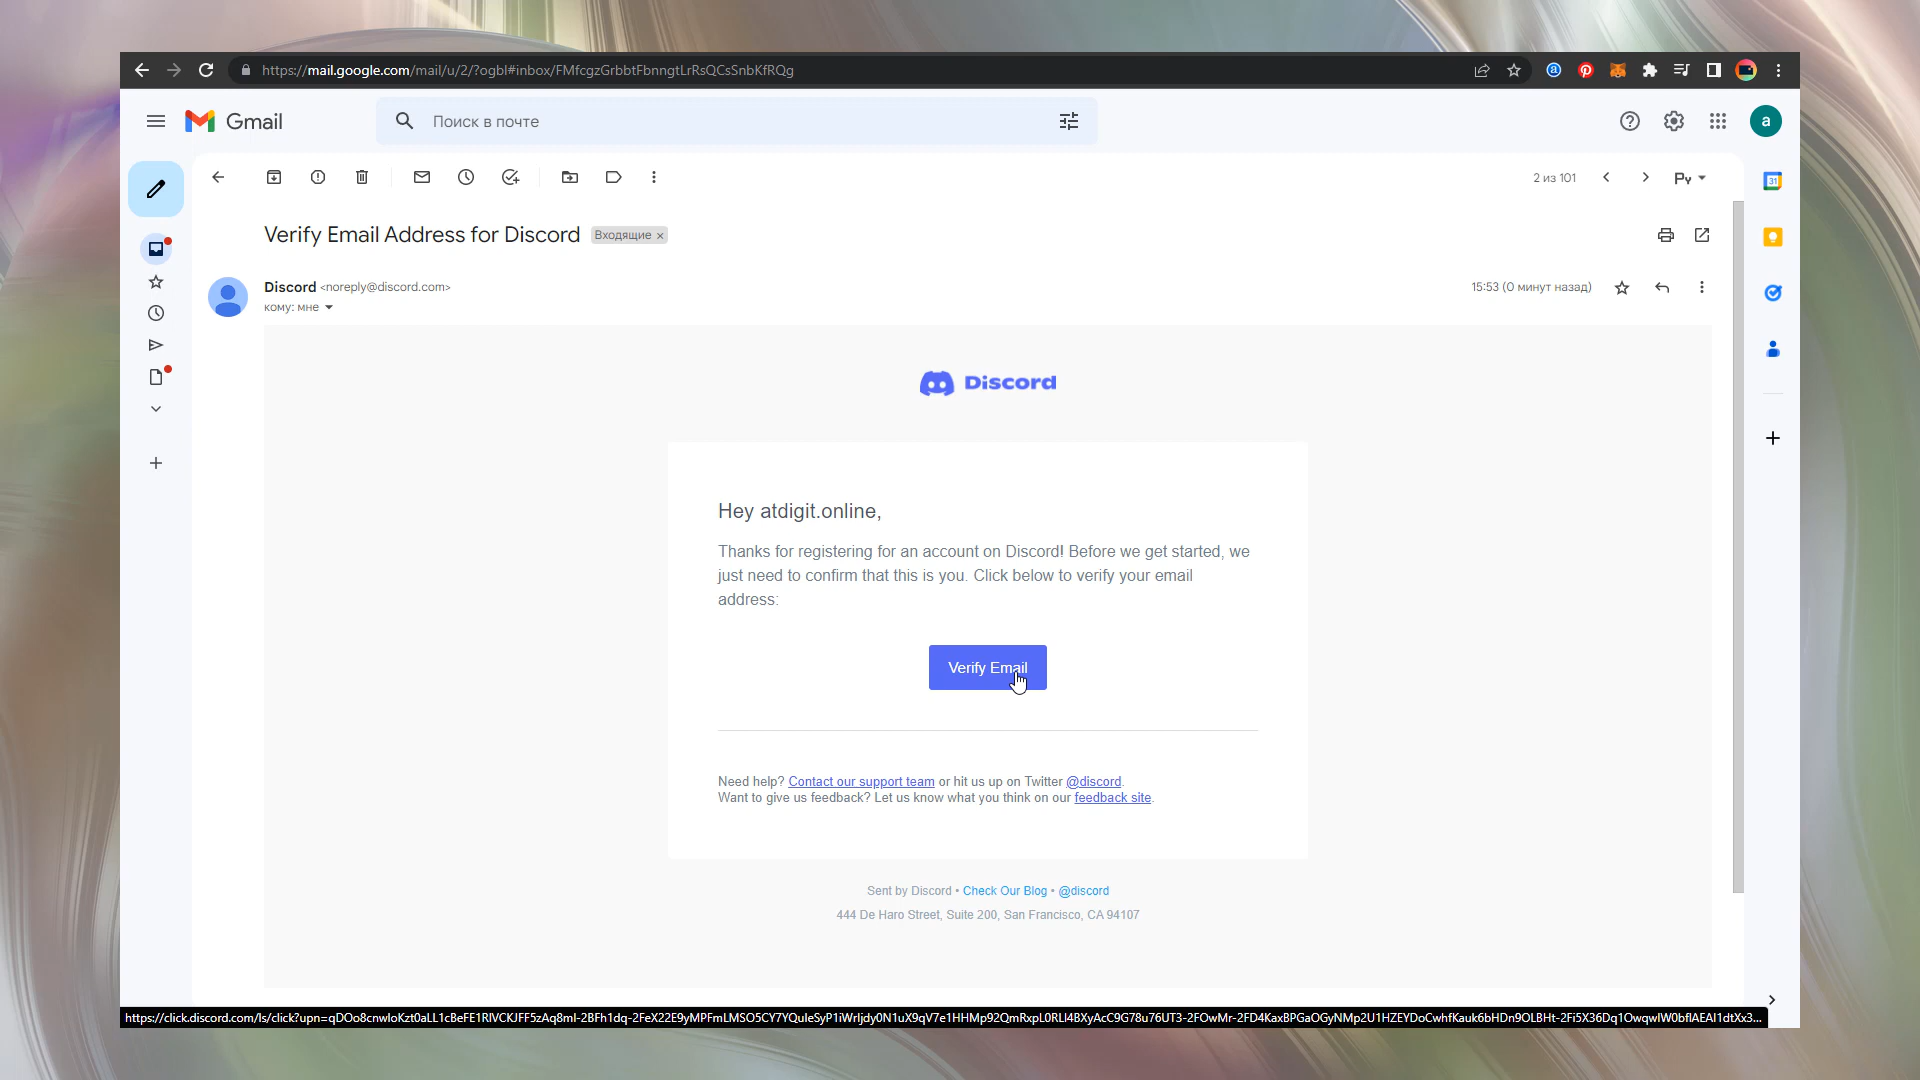 https://mail.google.com/mail/u/2/?ogbl#inbox/FMfcgzGrbbtFbnngtLrRsQCsSnbKfRQg
Gmail
Поиск в почте
a
2 из 101
Ру
31
Verify Email Address for Discord Входящие ×
Discord <noreply@discord.com>
15:53 (0 минут назад)
кому: мне
Discord
Hey atdigit.online,
Thanks for registering for an account on Discord! Before we get started, we
just need to confirm that this is you. Click below to verify your email
address:
Verify Email
Need help? Contact our support team or hit us up on Twitter @discord.
Want to give us feedback? Let us know what you think on our feedback site.
Sent by Discord • Check Our Blog • @discord
444 De Haro Street, Suite 200, San Francisco, CA 94107